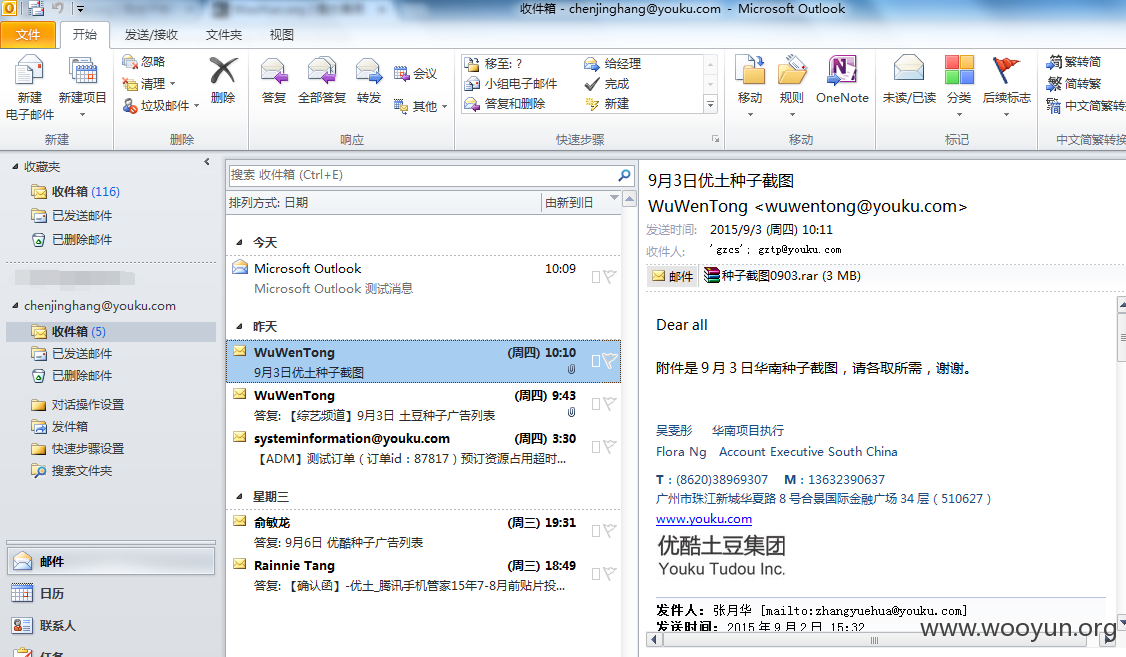 收件箱 - chenjinghang@youku.com - Microsoft Outlook
文件 开始 发送/接收 文件夹 视图
新建 电子邮件
新建项目
新建
忽略
清理
垃圾邮件
删除
删除
答复
全部答复
转发
会议
其他
响应
移至: ?
小组电子邮件
答复和删除
给经理
完成
新建
快速步骤
移动
规则
OneNote
移动
未读/已读
分类
后续标志
标记
繁转简
简转繁
中文简繁转换
中文简繁转换
收藏夹
收件箱 (116)
已发送邮件
已删除邮件
chenjinghang@youku.com
收件箱 (5)
已发送邮件
已删除邮件
对话操作设置
发件箱
快速步骤设置
搜索文件夹
邮件
日历
联系人
任务
搜索 收件箱 (Ctrl+E)
排列方式: 日期 由新到旧
今天
Microsoft Outlook 10:09
Microsoft Outlook 测试消息
昨天
WuWenTong (周四) 10:10
9月3日优土种子截图
WuWenTong (周四) 9:43
答复: 【综艺频道】9月3日 土豆种子广告列表
systeminformation@youku.com (周四) 3:30
【ADM】测试订单（订单id：87817）预订资源占用超时...
星期三
俞敏龙 (周三) 19:31
答复: 9月6日 优酷种子广告列表
Rainnie Tang (周三) 18:49
答复: 【确认函】-优土_腾讯手机管家15年7-8月前贴片投...
9月3日优土种子截图
WuWenTong <wuwentong@youku.com>
发送时间: 2015/9/3 (周四) 10:11
收件人: 'gzcs'; gztp@youku.com
邮件 种子截图0903.rar (3 MB)
Dear all
附件是９月３日华南种子截图，请各取所需，谢谢。
吴雯彤 华南项目执行
Flora Ng Account Executive South China
T：(8620)38969307 M：13632390637
广州市珠江新城华夏路８号合景国际金融广场 34 层（510627）
www.youku.com
优酷土豆集团
Youku Tudou Inc.
发件人: 张月华 [mailto:zhangyuehua@youku.com]
发送时间: 2015年9月2日 15:32
www.wooyun.org